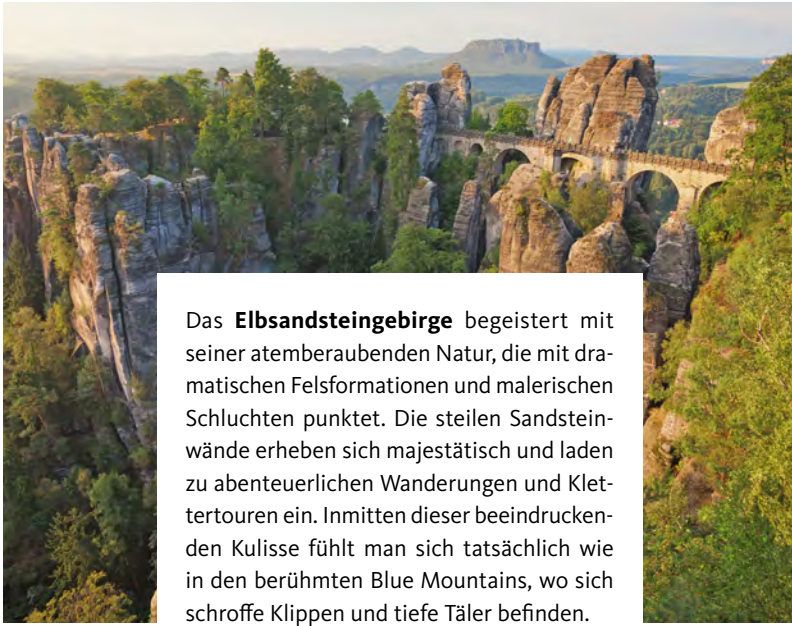 Das Elbsandsteingebirge begeistert mit
seiner atemberaubenden Natur, die mit dra-
matischen Felsformationen und malerischen
Schluchten punktet. Die steilen Sandstein-
wände erheben sich majestätisch und laden
zu abenteuerlichen Wanderungen und Klet-
tertouren ein. Inmitten dieser beeindrucken-
den Kulisse fühlt man sich tatsächlich wie
in den berühmten Blue Mountains, wo sich
schroffe Klippen und tiefe Täler befinden.